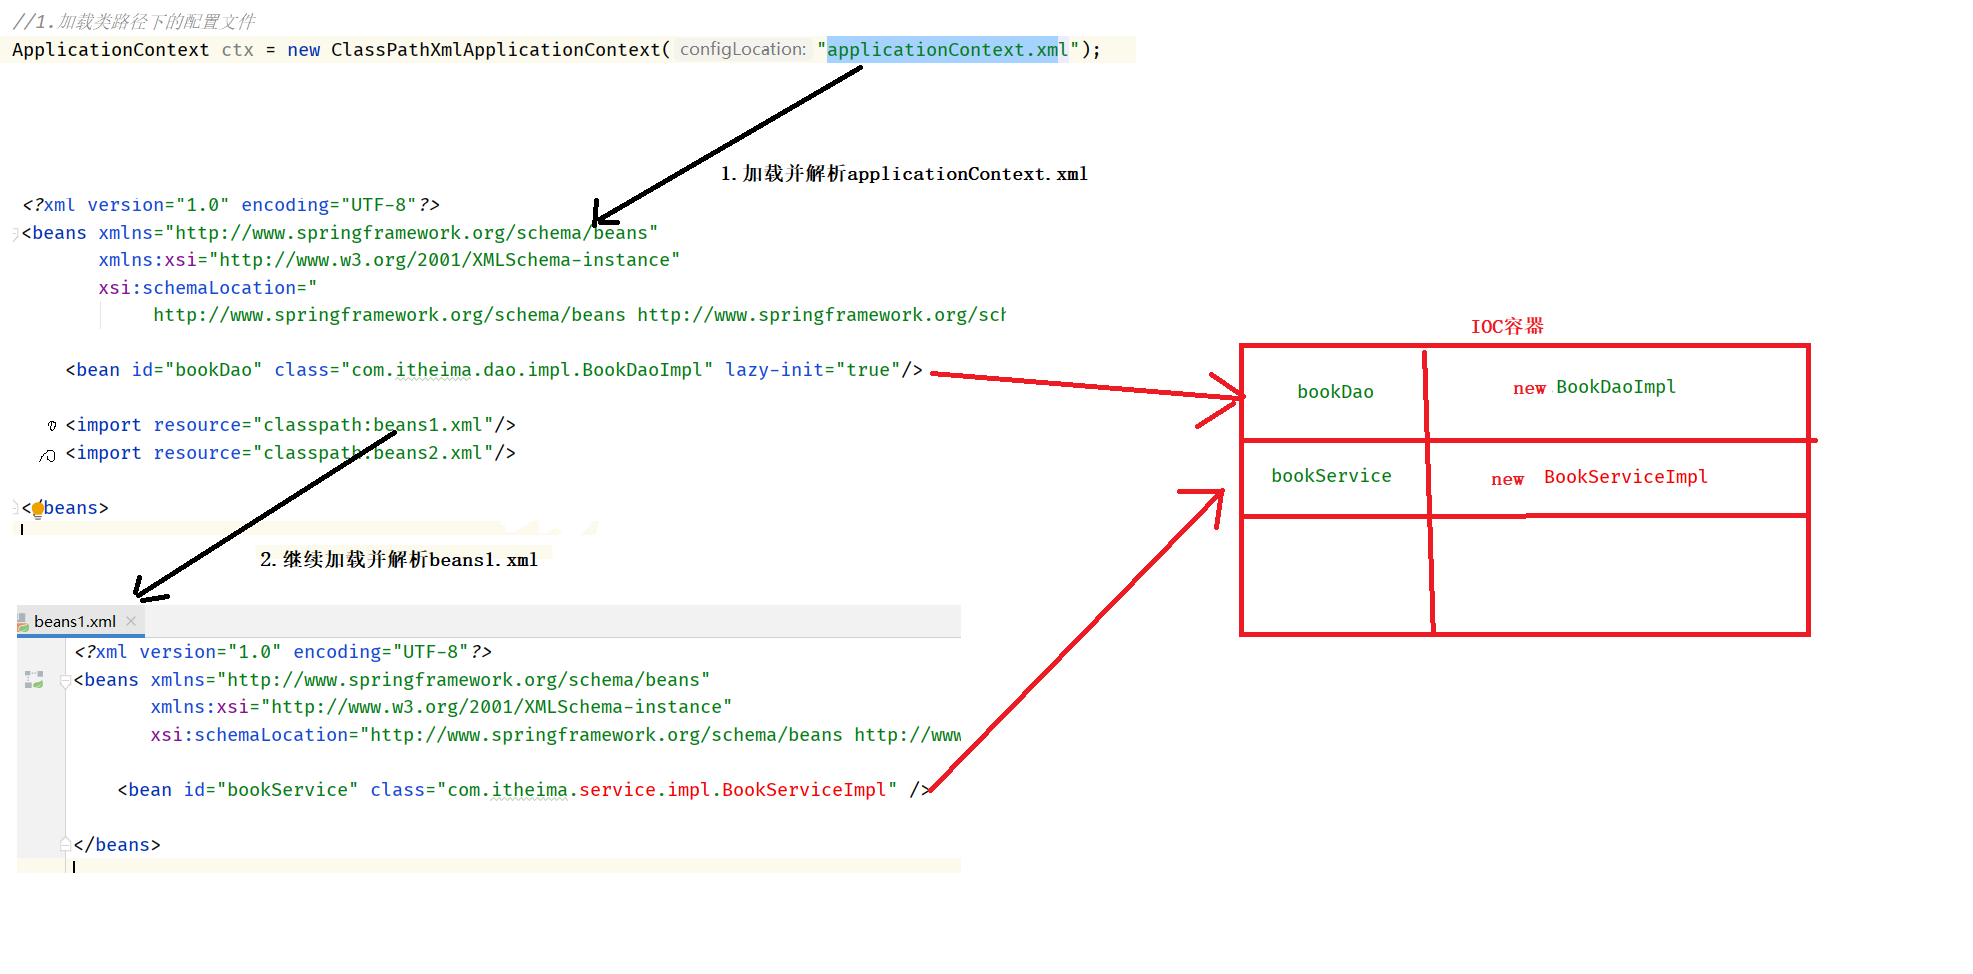 //1.加载类路径下的配置文件
ApplicationContext ctx = new ClassPathXmlApplicationContext( configLocation: "applicationContext.xml");
1.加载并解析applicationContext.xml
<?xml version="1.0" encoding="UTF-8"?>
<beans xmlns="http://www.springframework.org/schema/beans"
xmlns:xsi="http://www.w3.org/2001/XMLSchema-instance"
xsi:schemaLocation="
http://www.springframework.org/schema/beans http://www.springframework.org/sch
<bean id="bookDao" class="com.itheima.dao.impl.BookDaoImpl" lazy-init="true"/>
<import resource="classpath:beans1.xml"/>
<import resource="classpath:beans2.xml"/>
</beans>
2.继续加载并解析beans1.xml
beans1.xml
<?xml version="1.0" encoding="UTF-8"?>
<beans xmlns="http://www.springframework.org/schema/beans"
xmlns:xsi="http://www.w3.org/2001/XMLSchema-instance"
xsi:schemaLocation="http://www.springframework.org/schema/beans http://www
<bean id="bookService" class="com.itheima.service.impl.BookServiceImpl" />
</beans>
IOC容器
bookDao new BookDaoImpl
bookService new BookServiceImpl